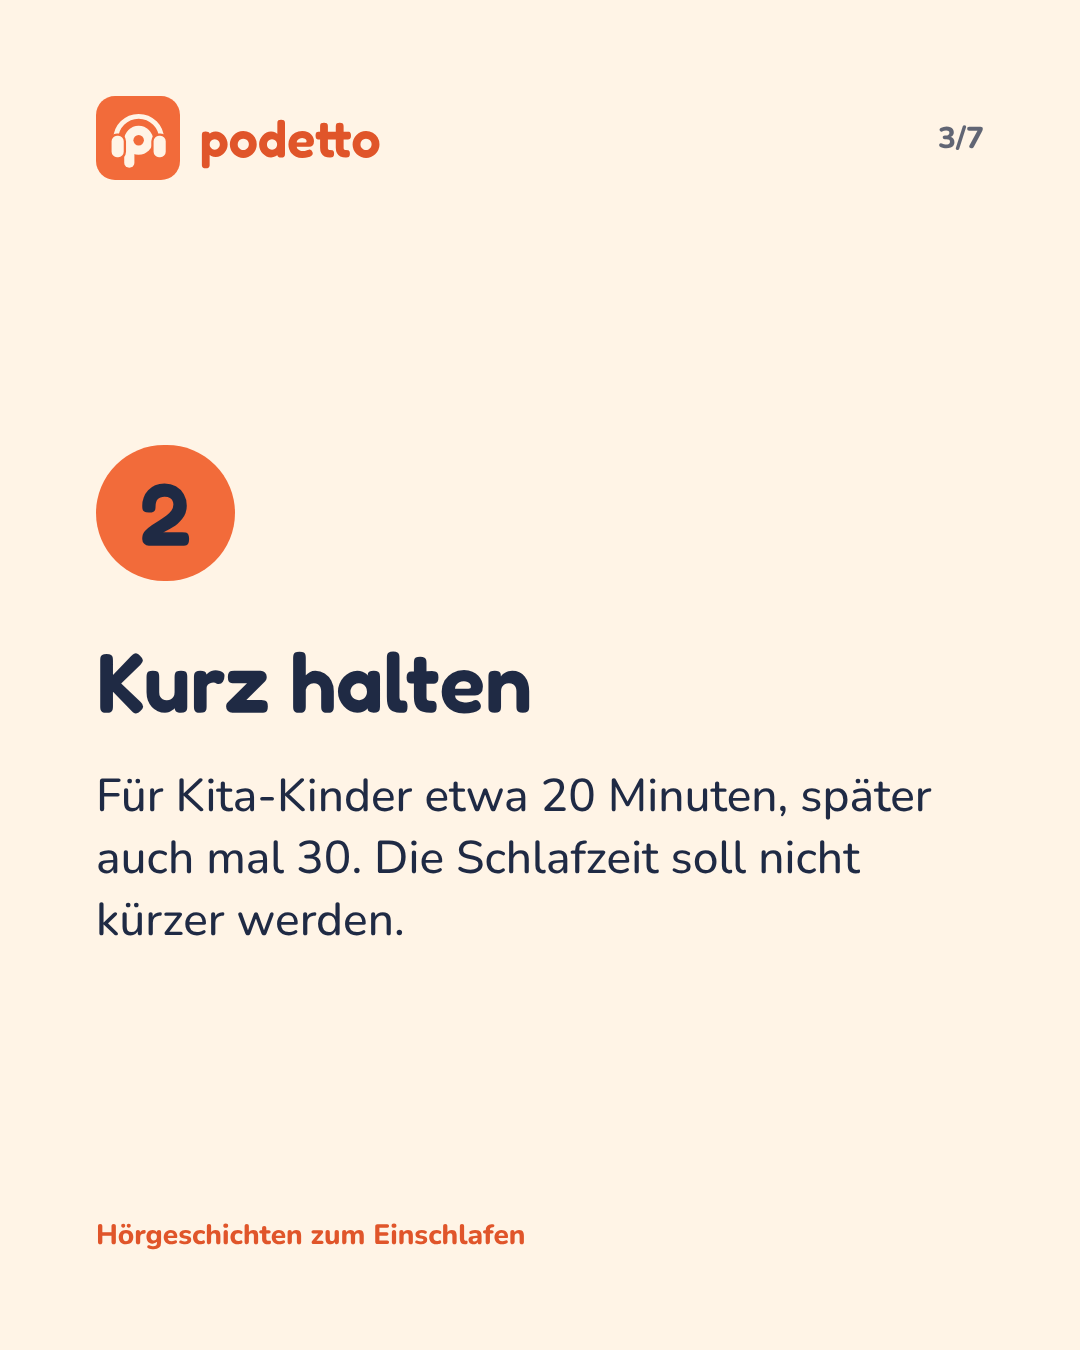 podetto
3/7
2
Kurz halten
Für Kita-Kinder etwa 20 Minuten, später
auch mal 30. Die Schlafzeit soll nicht
kürzer werden.
Hörgeschichten zum Einschlafen